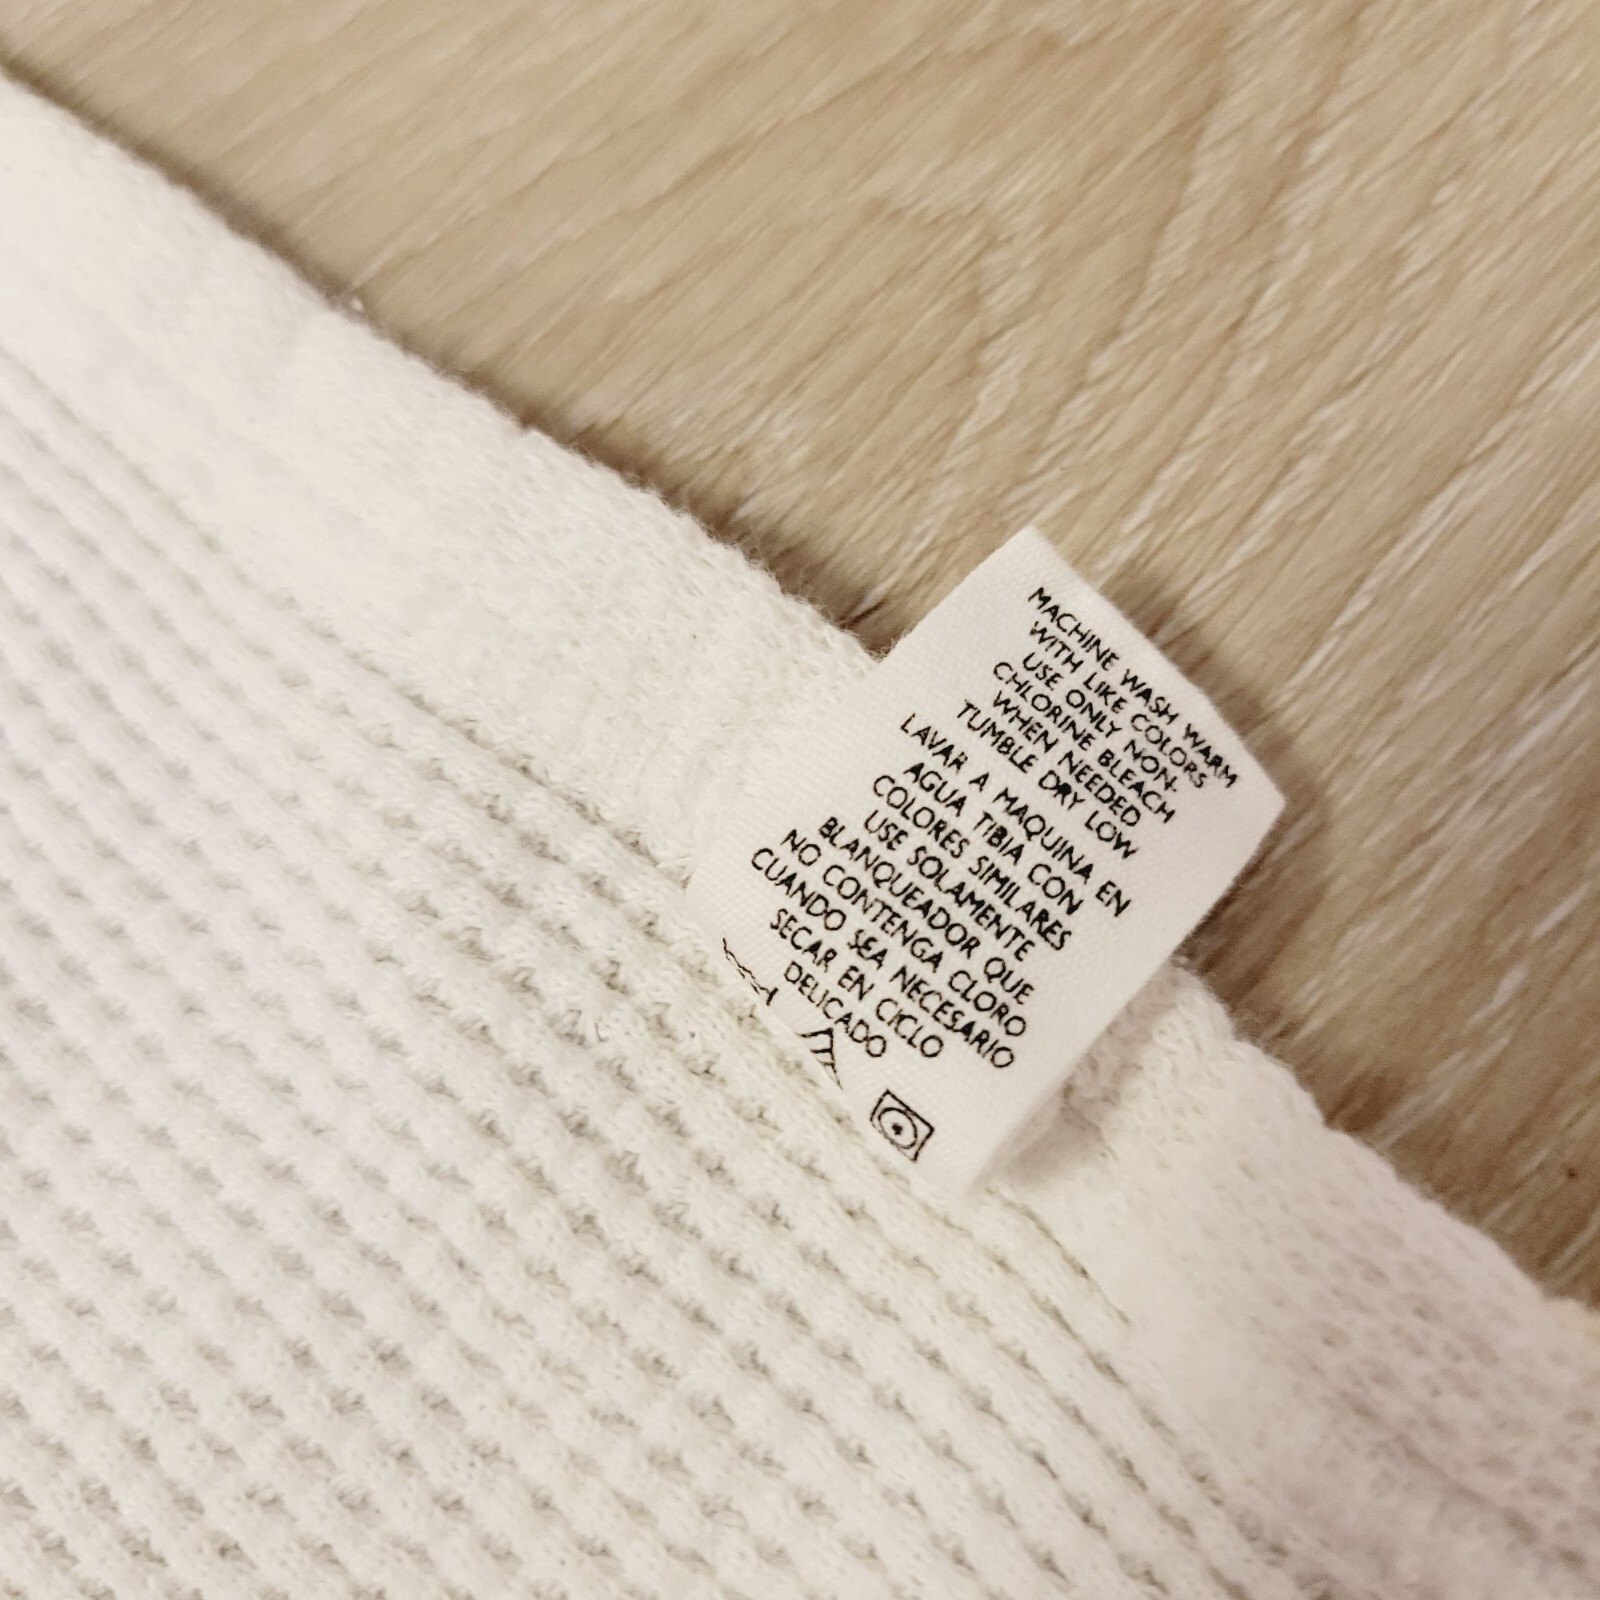 MACHINE WASH WARM
WITH LIKE COLORS
USE ONLY NON-
CHLORINE BLEACH
WHEN NEEDED
TUMBLE DRY LOW
LAVAR A MAQUINA EN
AGUA TIBIA CON
COLORES SIMILARES
USE SOLAMENTE
BLANQUEADOR QUE
NO CONTENGA CLORO
CUANDO SEA NECESARIO
SECAR EN CICLO
DELICADO